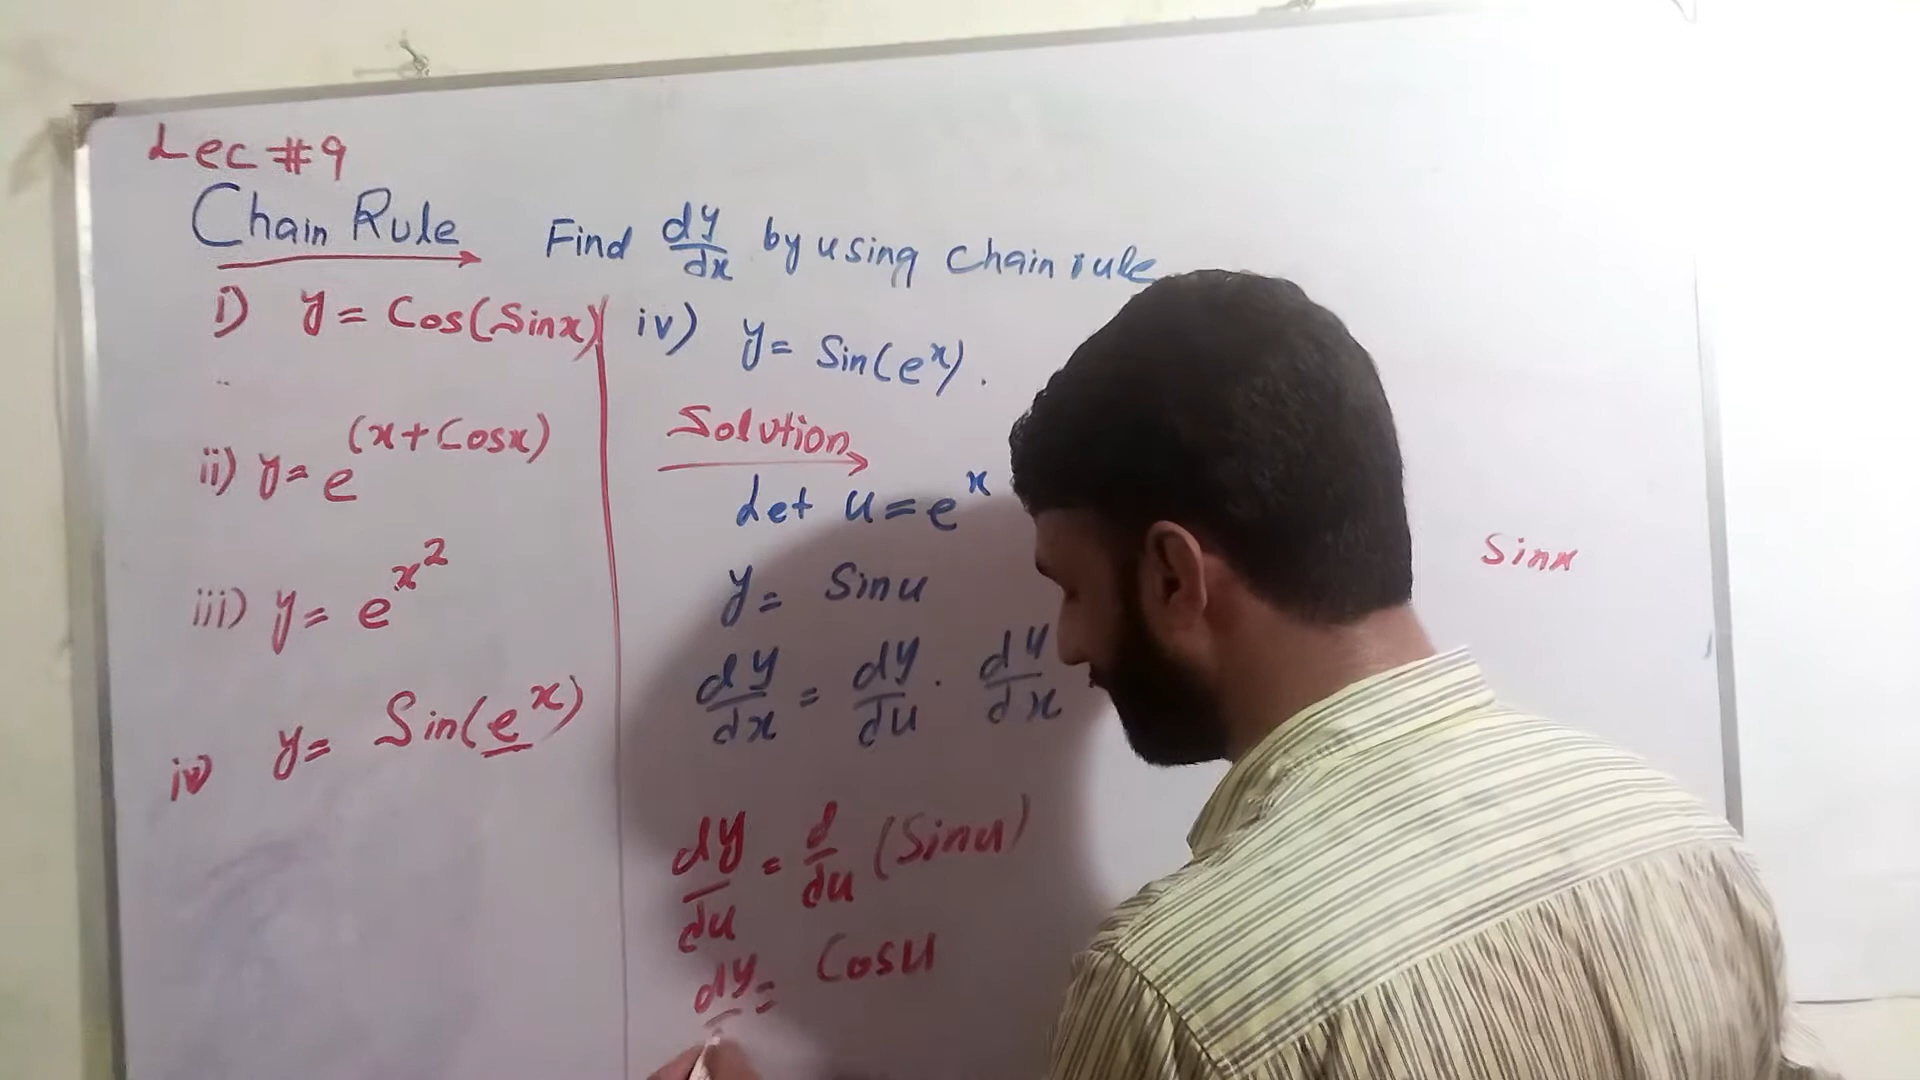 Lec #9
Chain Rule Find dy/dx by using Chain rule
i) y = Cos(Sinx)
ii) y = e^(x+Cosx)
iii) y = e^x^2
iv y = Sin(e^x)
iv) y = Sin(e^x).
Solution
Let u = e^x
y = Sinu
dy/dx = dy/du · du/dx
dy/du = d/du (Sinu)
dy = Cosu
Sinx